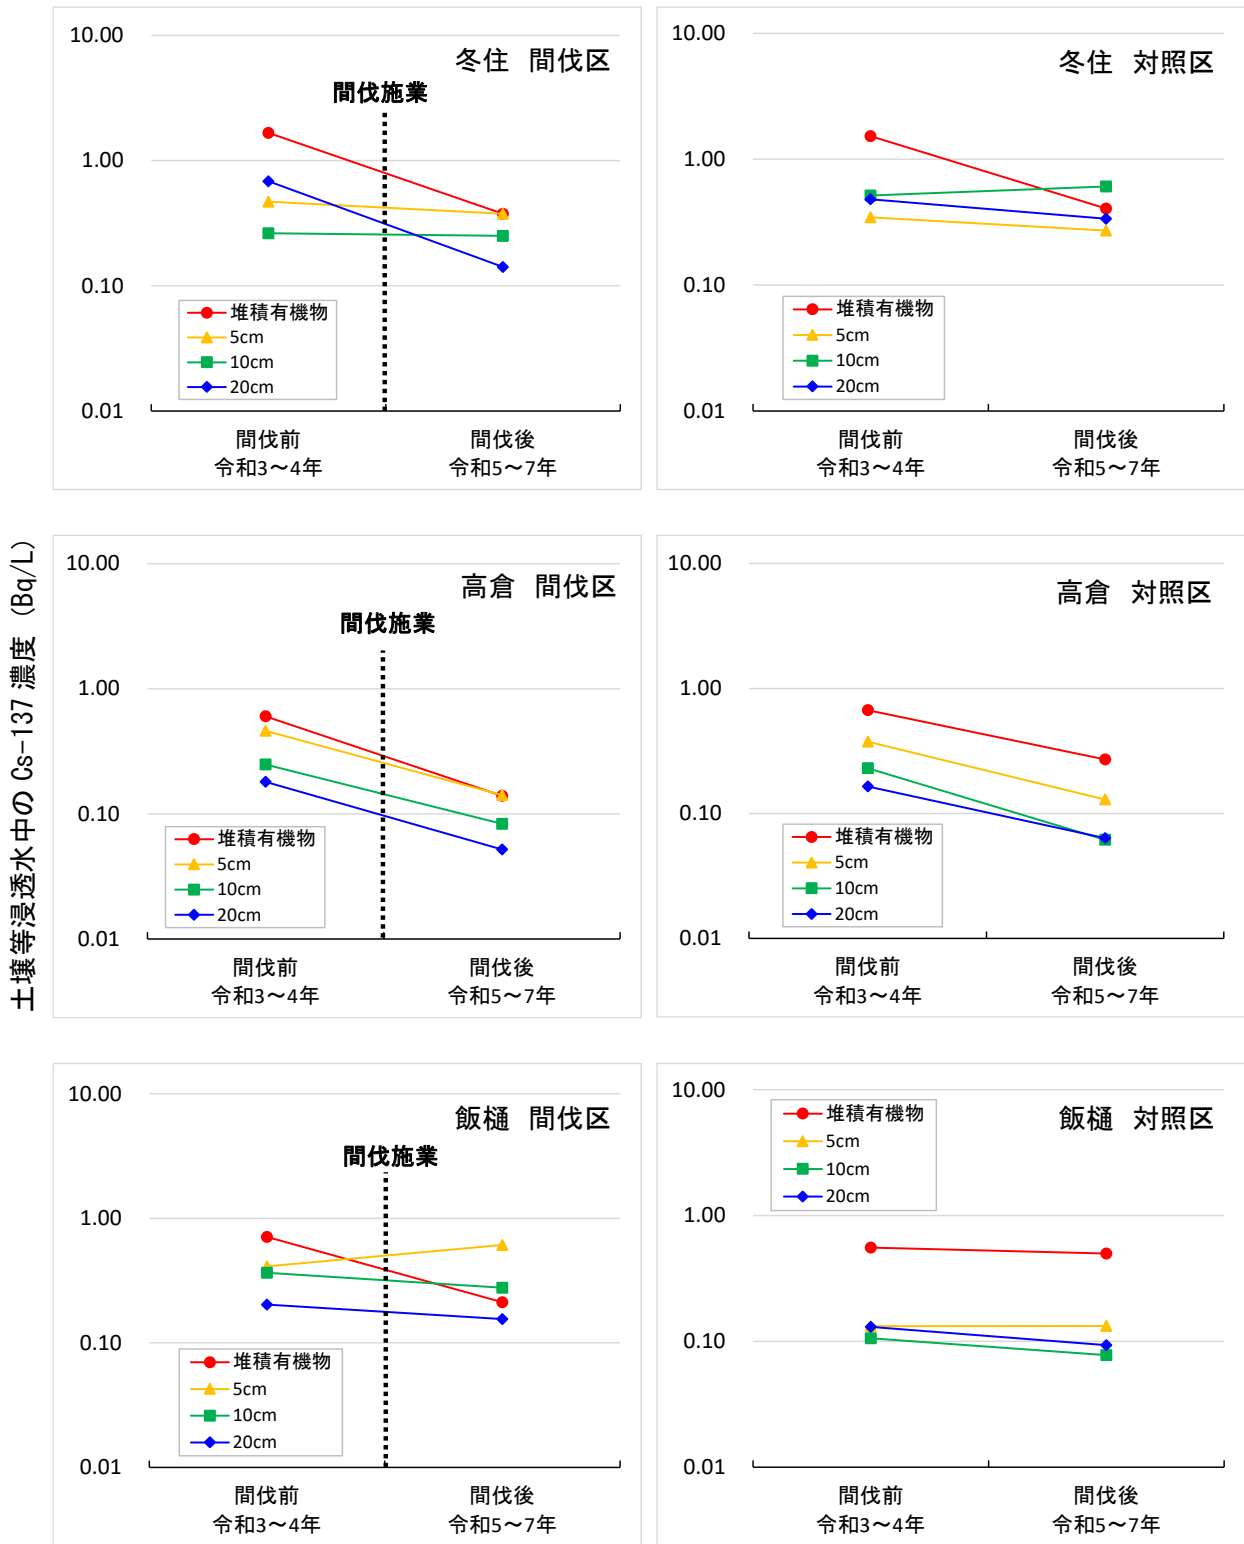 土壌等浸透水中の Cs-137 濃度 (Bq/L)
冬住 間伐区
間伐施業
10.00
1.00
0.10
0.01
堆積有機物
5cm
10cm
20cm
間伐前
令和3～4年
間伐後
令和5～7年
冬住 対照区
10.00
1.00
0.10
0.01
堆積有機物
5cm
10cm
20cm
間伐前
令和3～4年
間伐後
令和5～7年
高倉 間伐区
間伐施業
10.00
1.00
0.10
0.01
堆積有機物
5cm
10cm
20cm
間伐前
令和3～4年
間伐後
令和5～7年
高倉 対照区
10.00
1.00
0.10
0.01
堆積有機物
5cm
10cm
20cm
間伐前
令和3～4年
間伐後
令和5～7年
飯樋 間伐区
間伐施業
10.00
1.00
0.10
0.01
堆積有機物
5cm
10cm
20cm
間伐前
令和3～4年
間伐後
令和5～7年
飯樋 対照区
10.00
1.00
0.10
0.01
堆積有機物
5cm
10cm
20cm
間伐前
令和3～4年
間伐後
令和5～7年